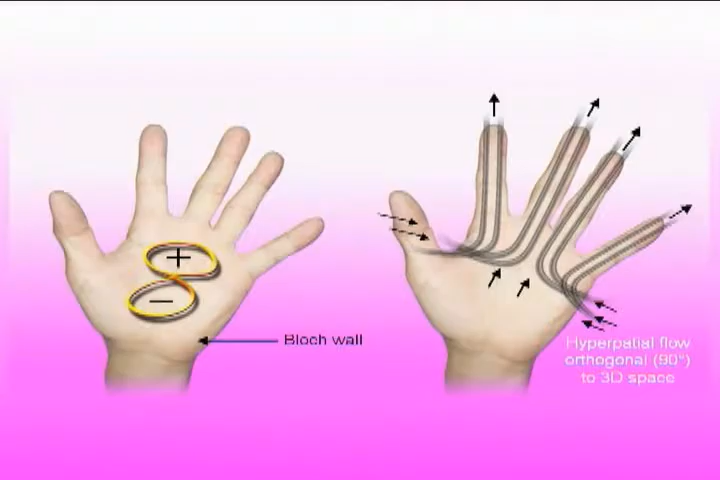 +
−
Bloch wall
Hyperpatial flow
orthogonal (90°)
to 3D space